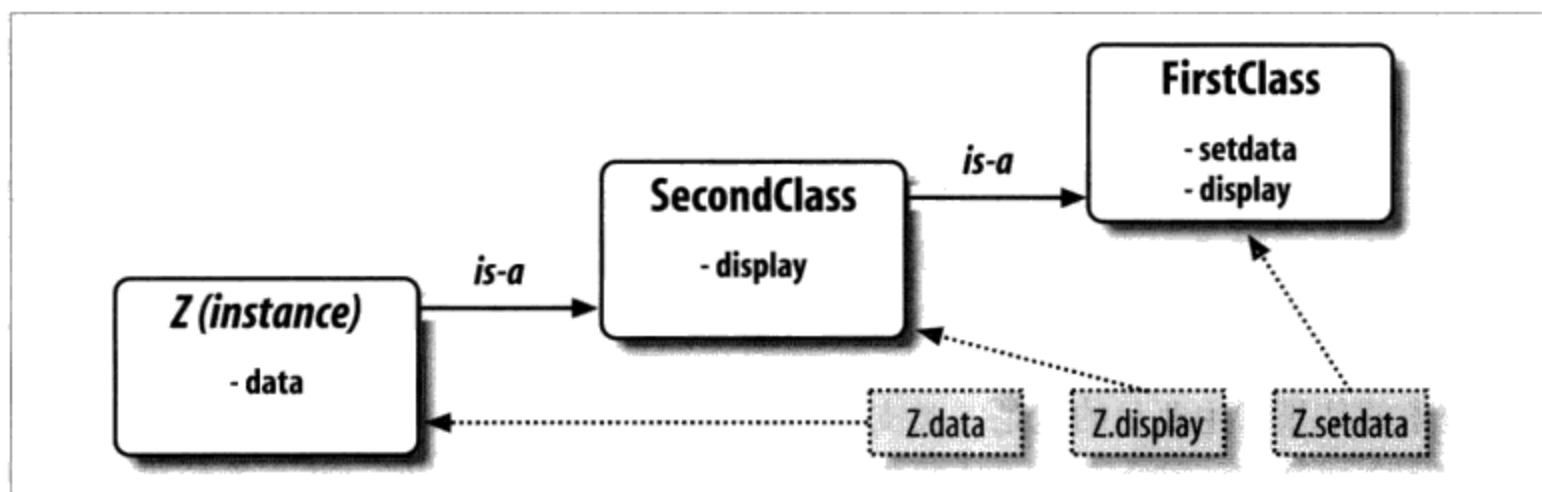 FirstClass
- setdata
- display
is-a
SecondClass
- display
is-a
Z (instance)
- data
Z.data
Z.display
Z.setdata